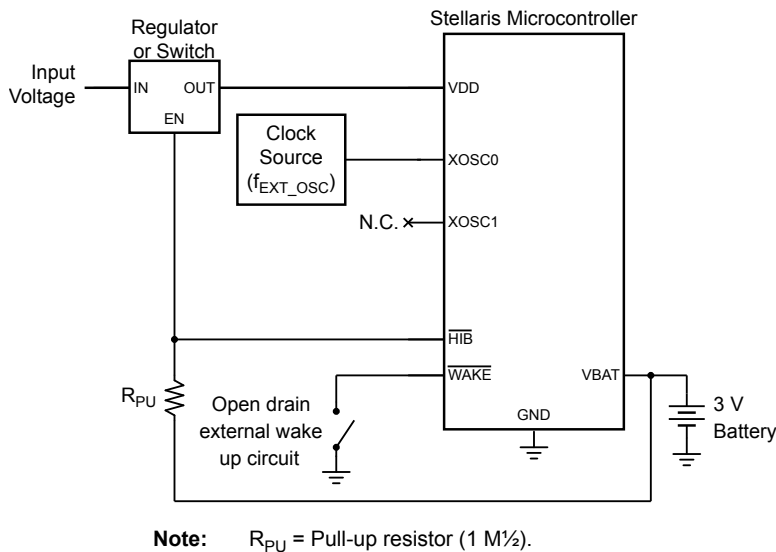 Stellaris Microcontroller
Regulator
or Switch
Input
Voltage
IN
OUT
EN
VDD
Clock
Source
(fEXT_OSC)
XOSC0
N.C.
XOSC1
HIB
WAKE
VBAT
RPU
Open drain
external wake
up circuit
GND
3 V
Battery
Note: RPU = Pull-up resistor (1 M½).